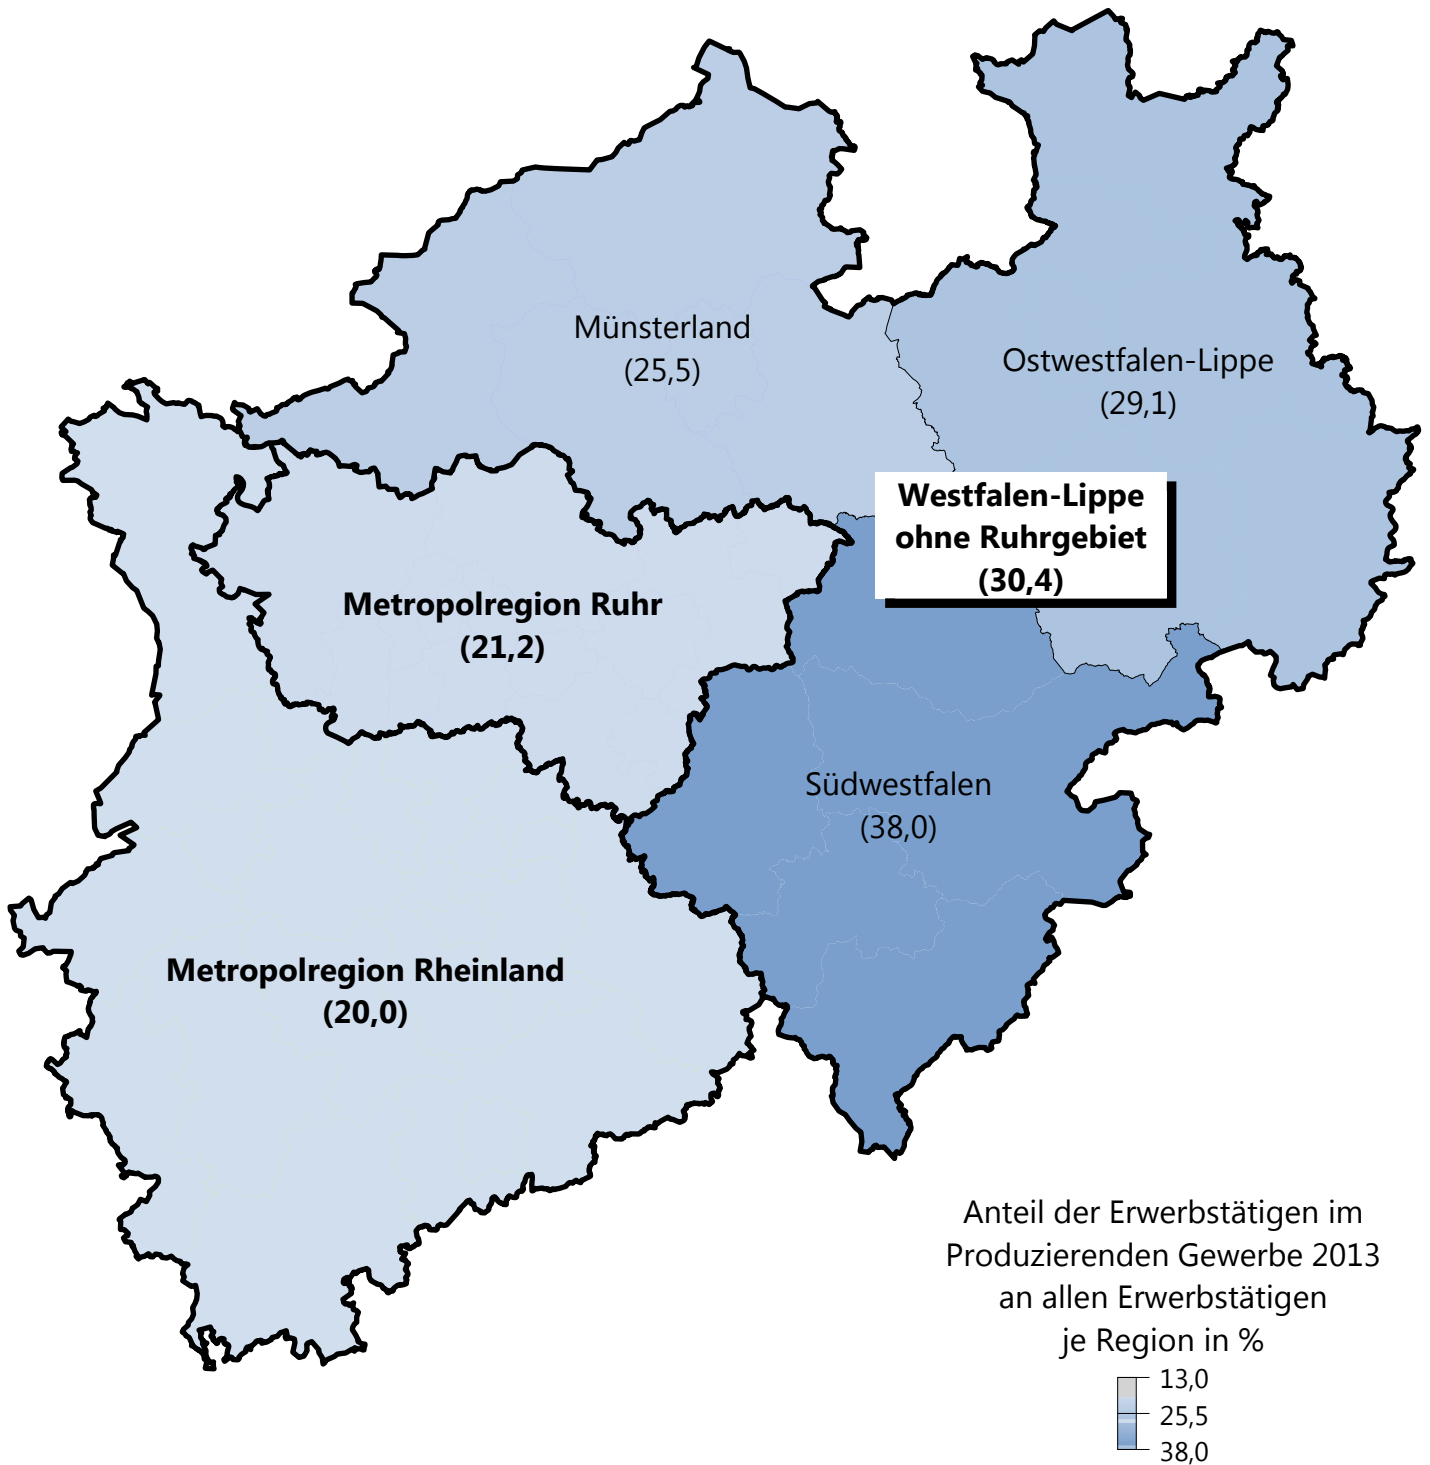 Münsterland
(25,5)
Ostwestfalen-Lippe
(29,1)
Westfalen-Lippe
ohne Ruhrgebiet
(30,4)
Metropolregion Ruhr
(21,2)
Südwestfalen
(38,0)
Metropolregion Rheinland
(20,0)
Anteil der Erwerbstätigen im
Produzierenden Gewerbe 2013
an allen Erwerbstätigen
je Region in %
13,0
25,5
38,0